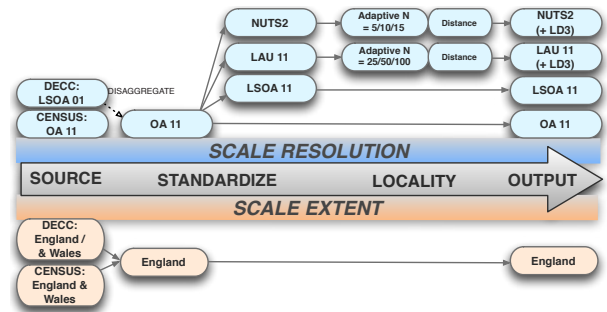 NUTS2
Adaptive N
= 5/10/15
Distance
NUTS2
(+ LD3)
LAU 11
Adaptive N
= 25/50/100
Distance
LAU 11
(+ LD3)
DECC:
LSOA 01
DISAGGREGATE
LSOA 11
LSOA 11
CENSUS:
OA 11
OA 11
OA 11
SCALE RESOLUTION
SOURCE
STANDARDIZE
LOCALITY
OUTPUT
SCALE EXTENT
DECC:
England /
& Wales
England
England
CENSUS:
England &
Wales